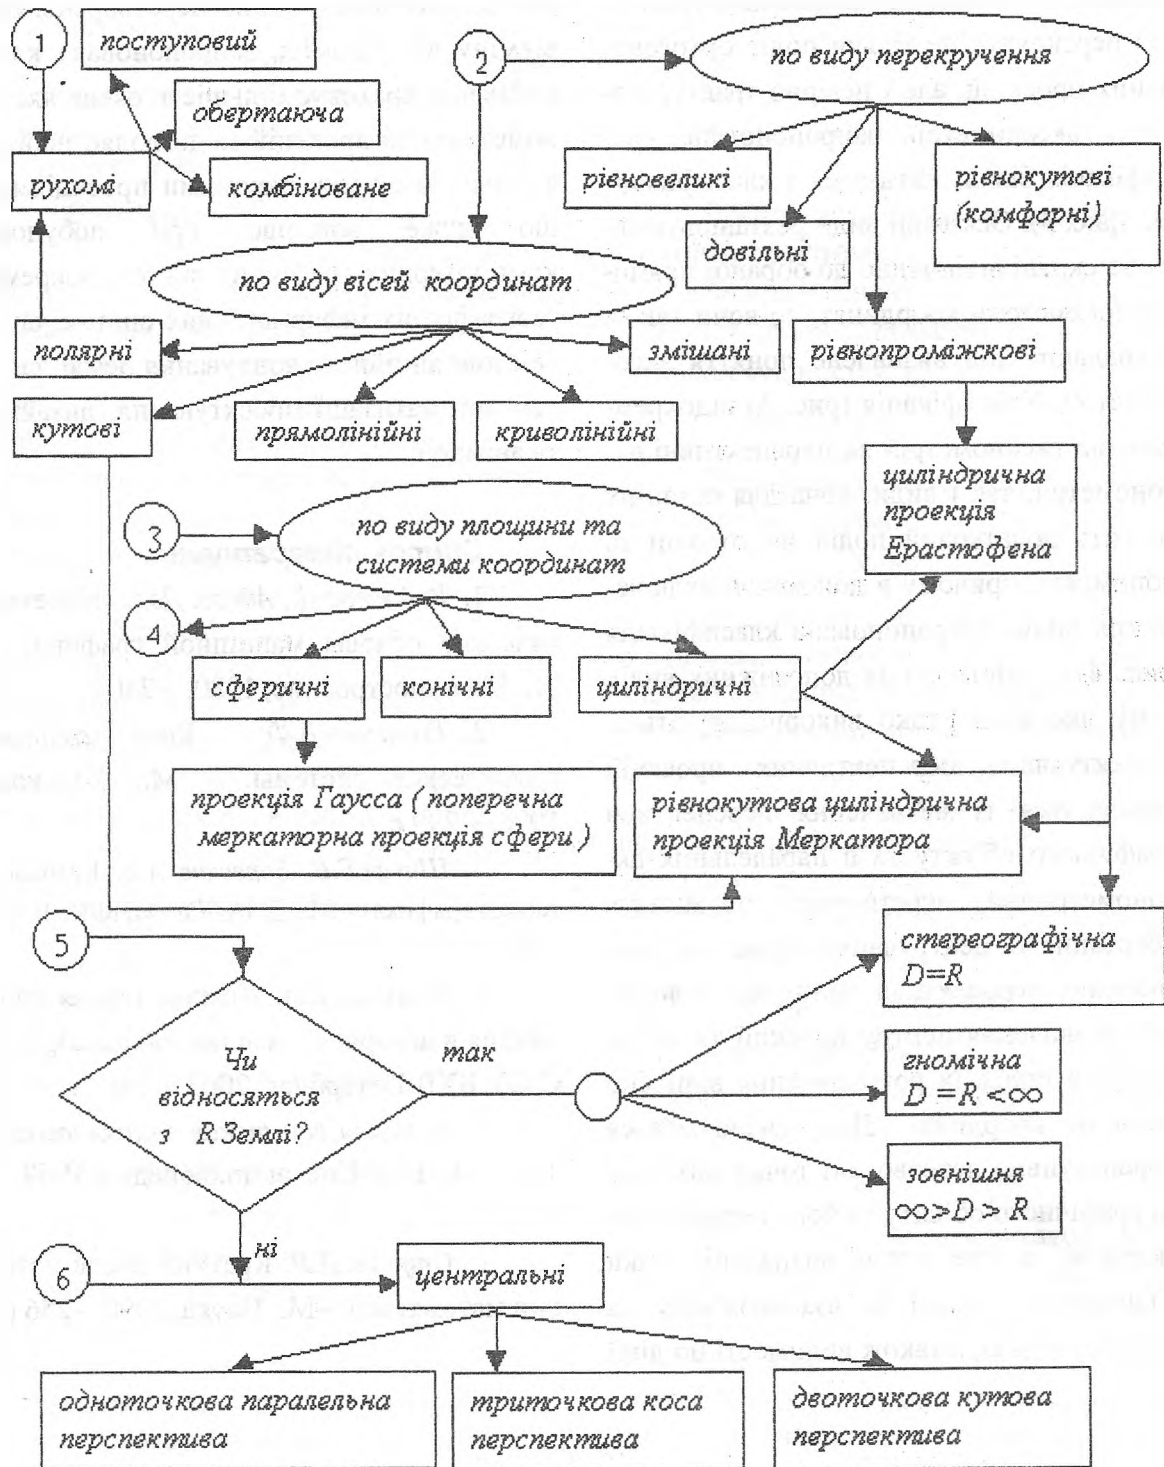 1
поступовий
обертаюча
рухомі
комбіноване
2
по виду перекручення
рівновеликі
рівнокутові
(комфорні)
довільні
по виду вісей координат
полярні
змішані
рівнопроміжкові
кутові
прямолінійні
криволінійні
циліндрична
проекція
Ерастофена
3
по виду площини та
системи координат
4
сферичні
конічні
циліндричні
проекція Гаусса ( поперечна
меркаторна проекція сфери )
рівнокутова циліндрична
проекція Меркатора
5
стереографічна
D=R
Чи
відносяться
з R Землі?
так
гномічна
D =R <∞
зовнішня
∞>D > R
ні
6
центральні
одноточкова паралельна
перспектива
триточкова коса
перспектива
двоточкова кутова
перспектива